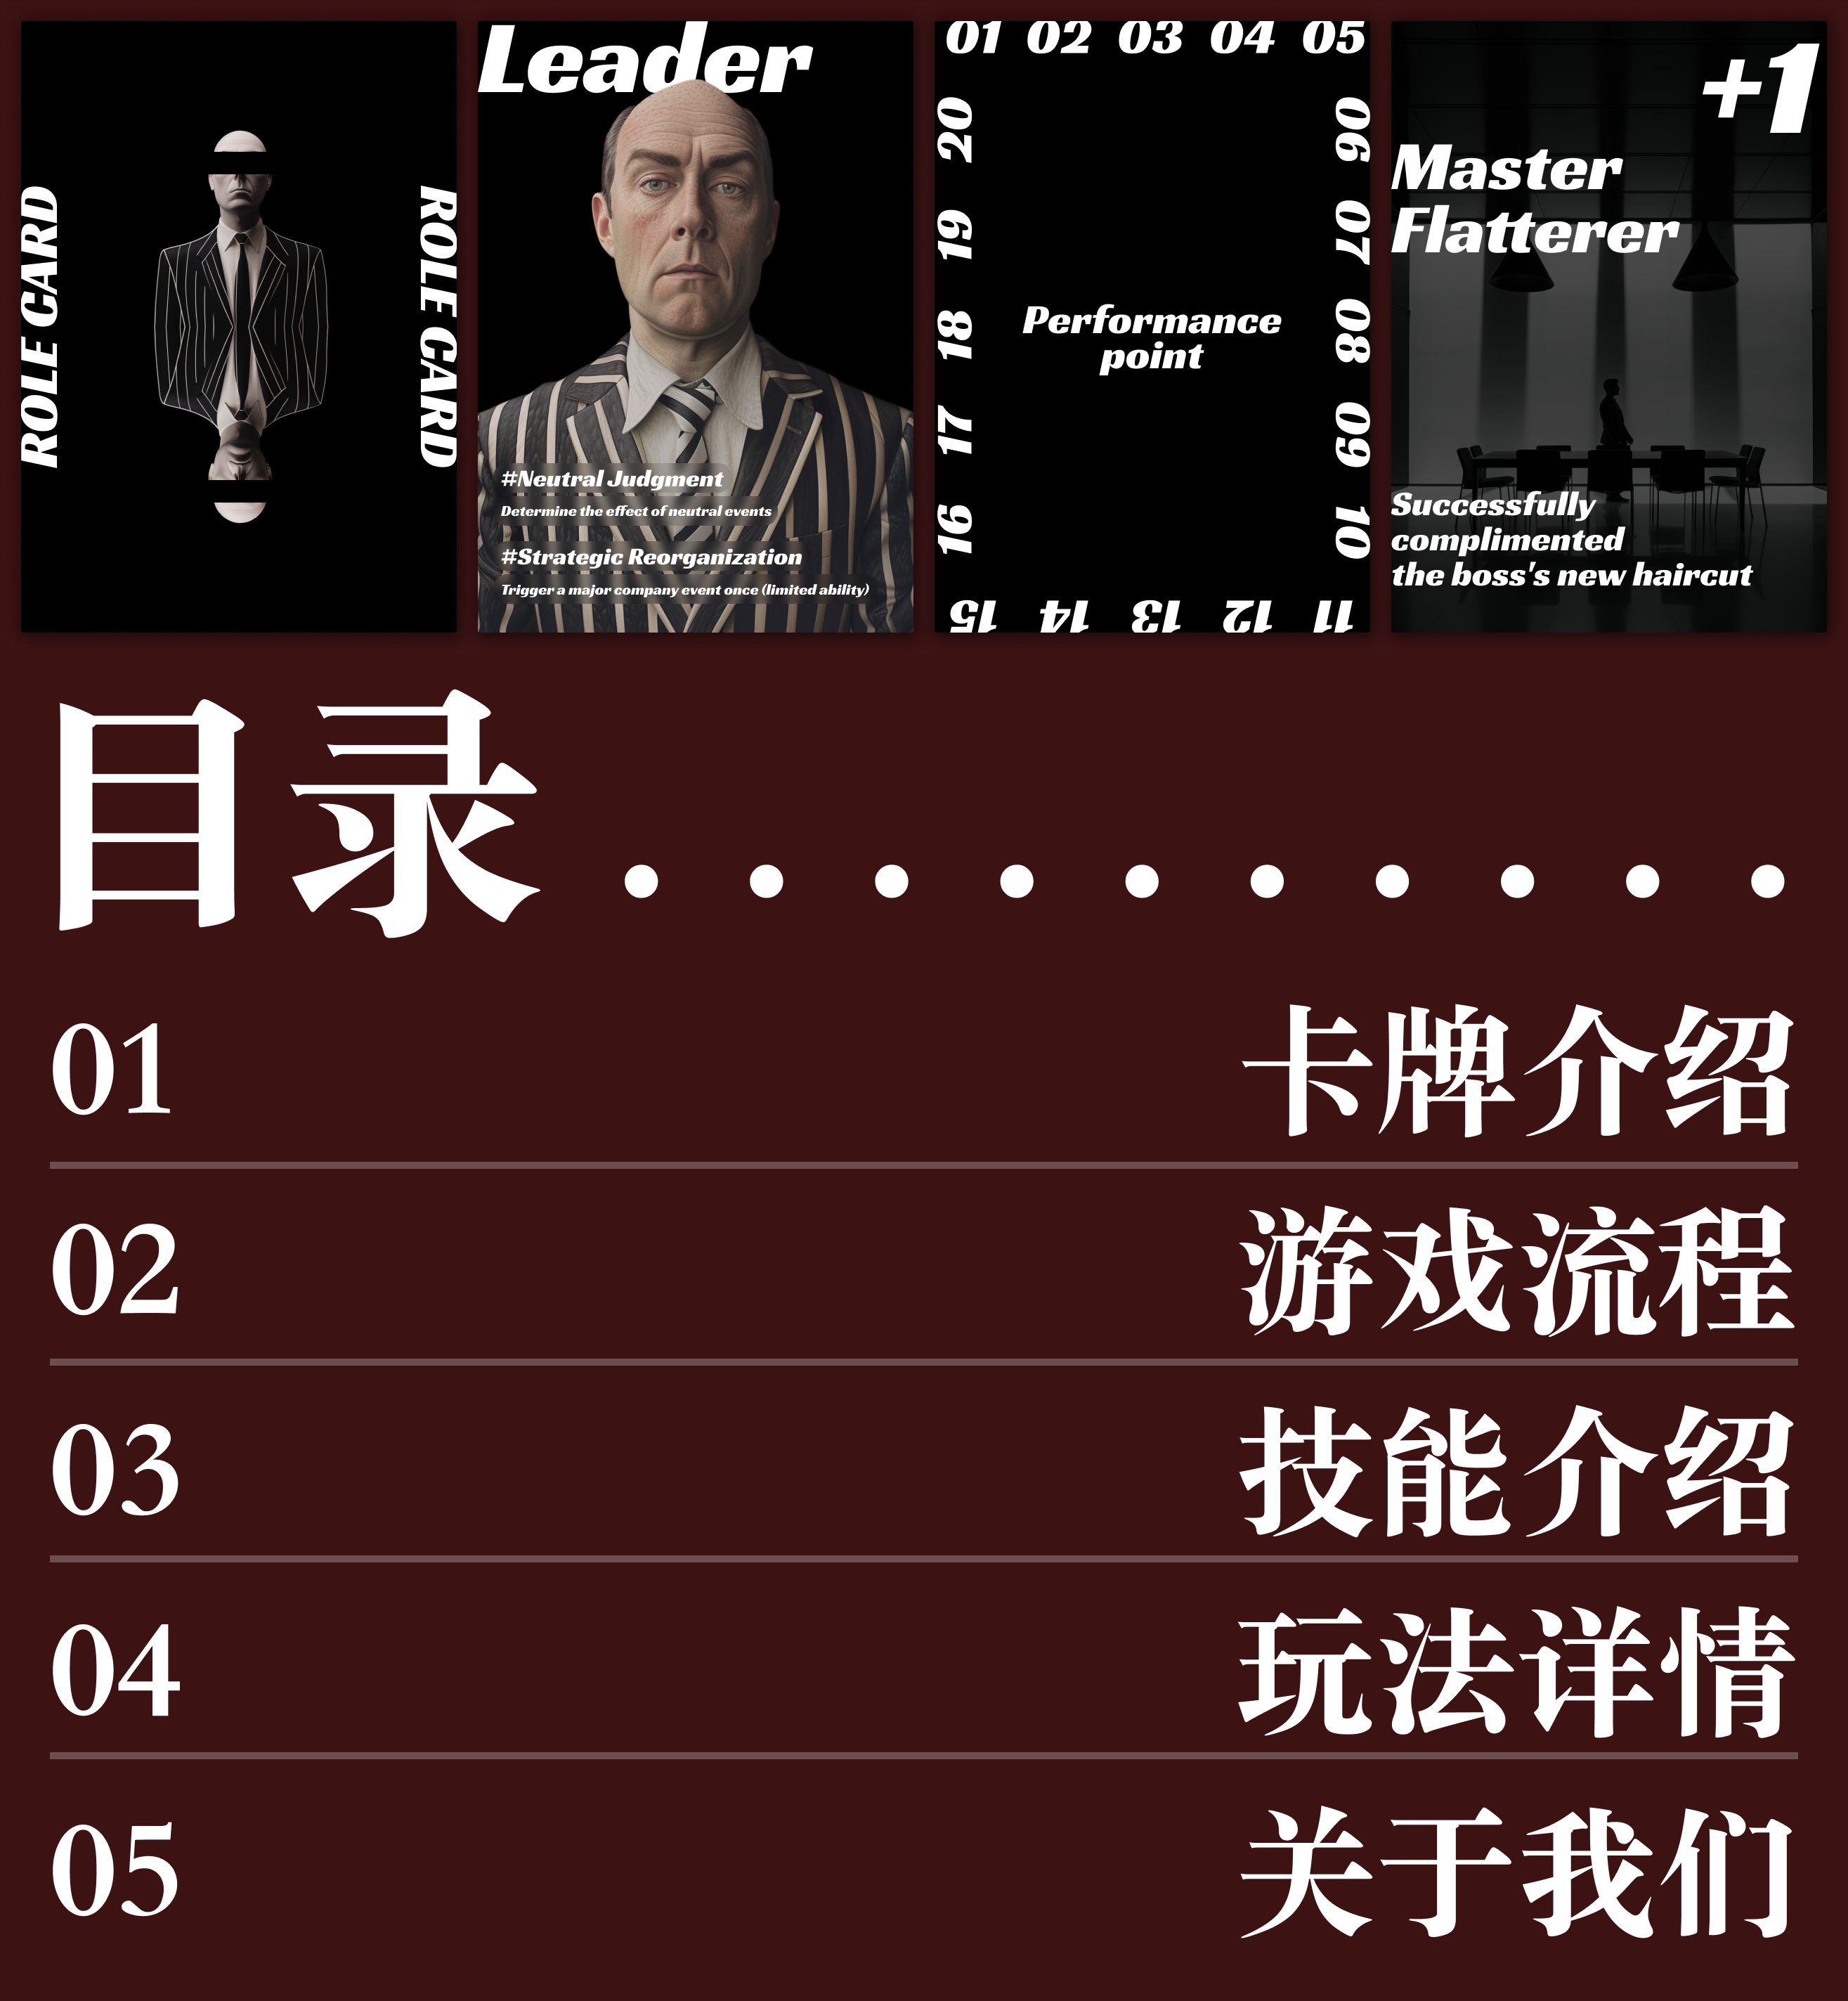 ROLE CARD
ROLE CARD
Leader
#Neutral Judgment
Determine the effect of neutral events
#Strategic Reorganization
Trigger a major company event once (limited ability)
01 02 03 04 05
06 07 08 09 10
11 12 13 14 15
16 17 18 19 20
Performance
point
+1
Master
Flatterer
Successfully
complimented
the boss's new haircut
目录 . . . . . . . . . .
01 卡牌介绍
02 游戏流程
03 技能介绍
04 玩法详情
05 关于我们